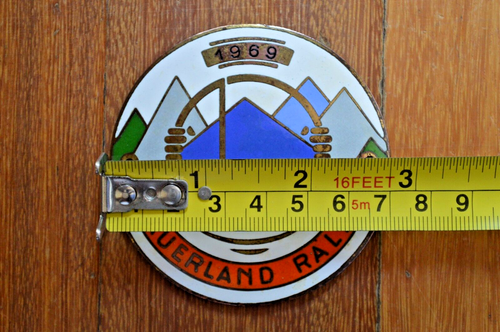 1969
1 2 16FEET 3
3 4 5 5m 6 7 8 9
UERLAND RAL